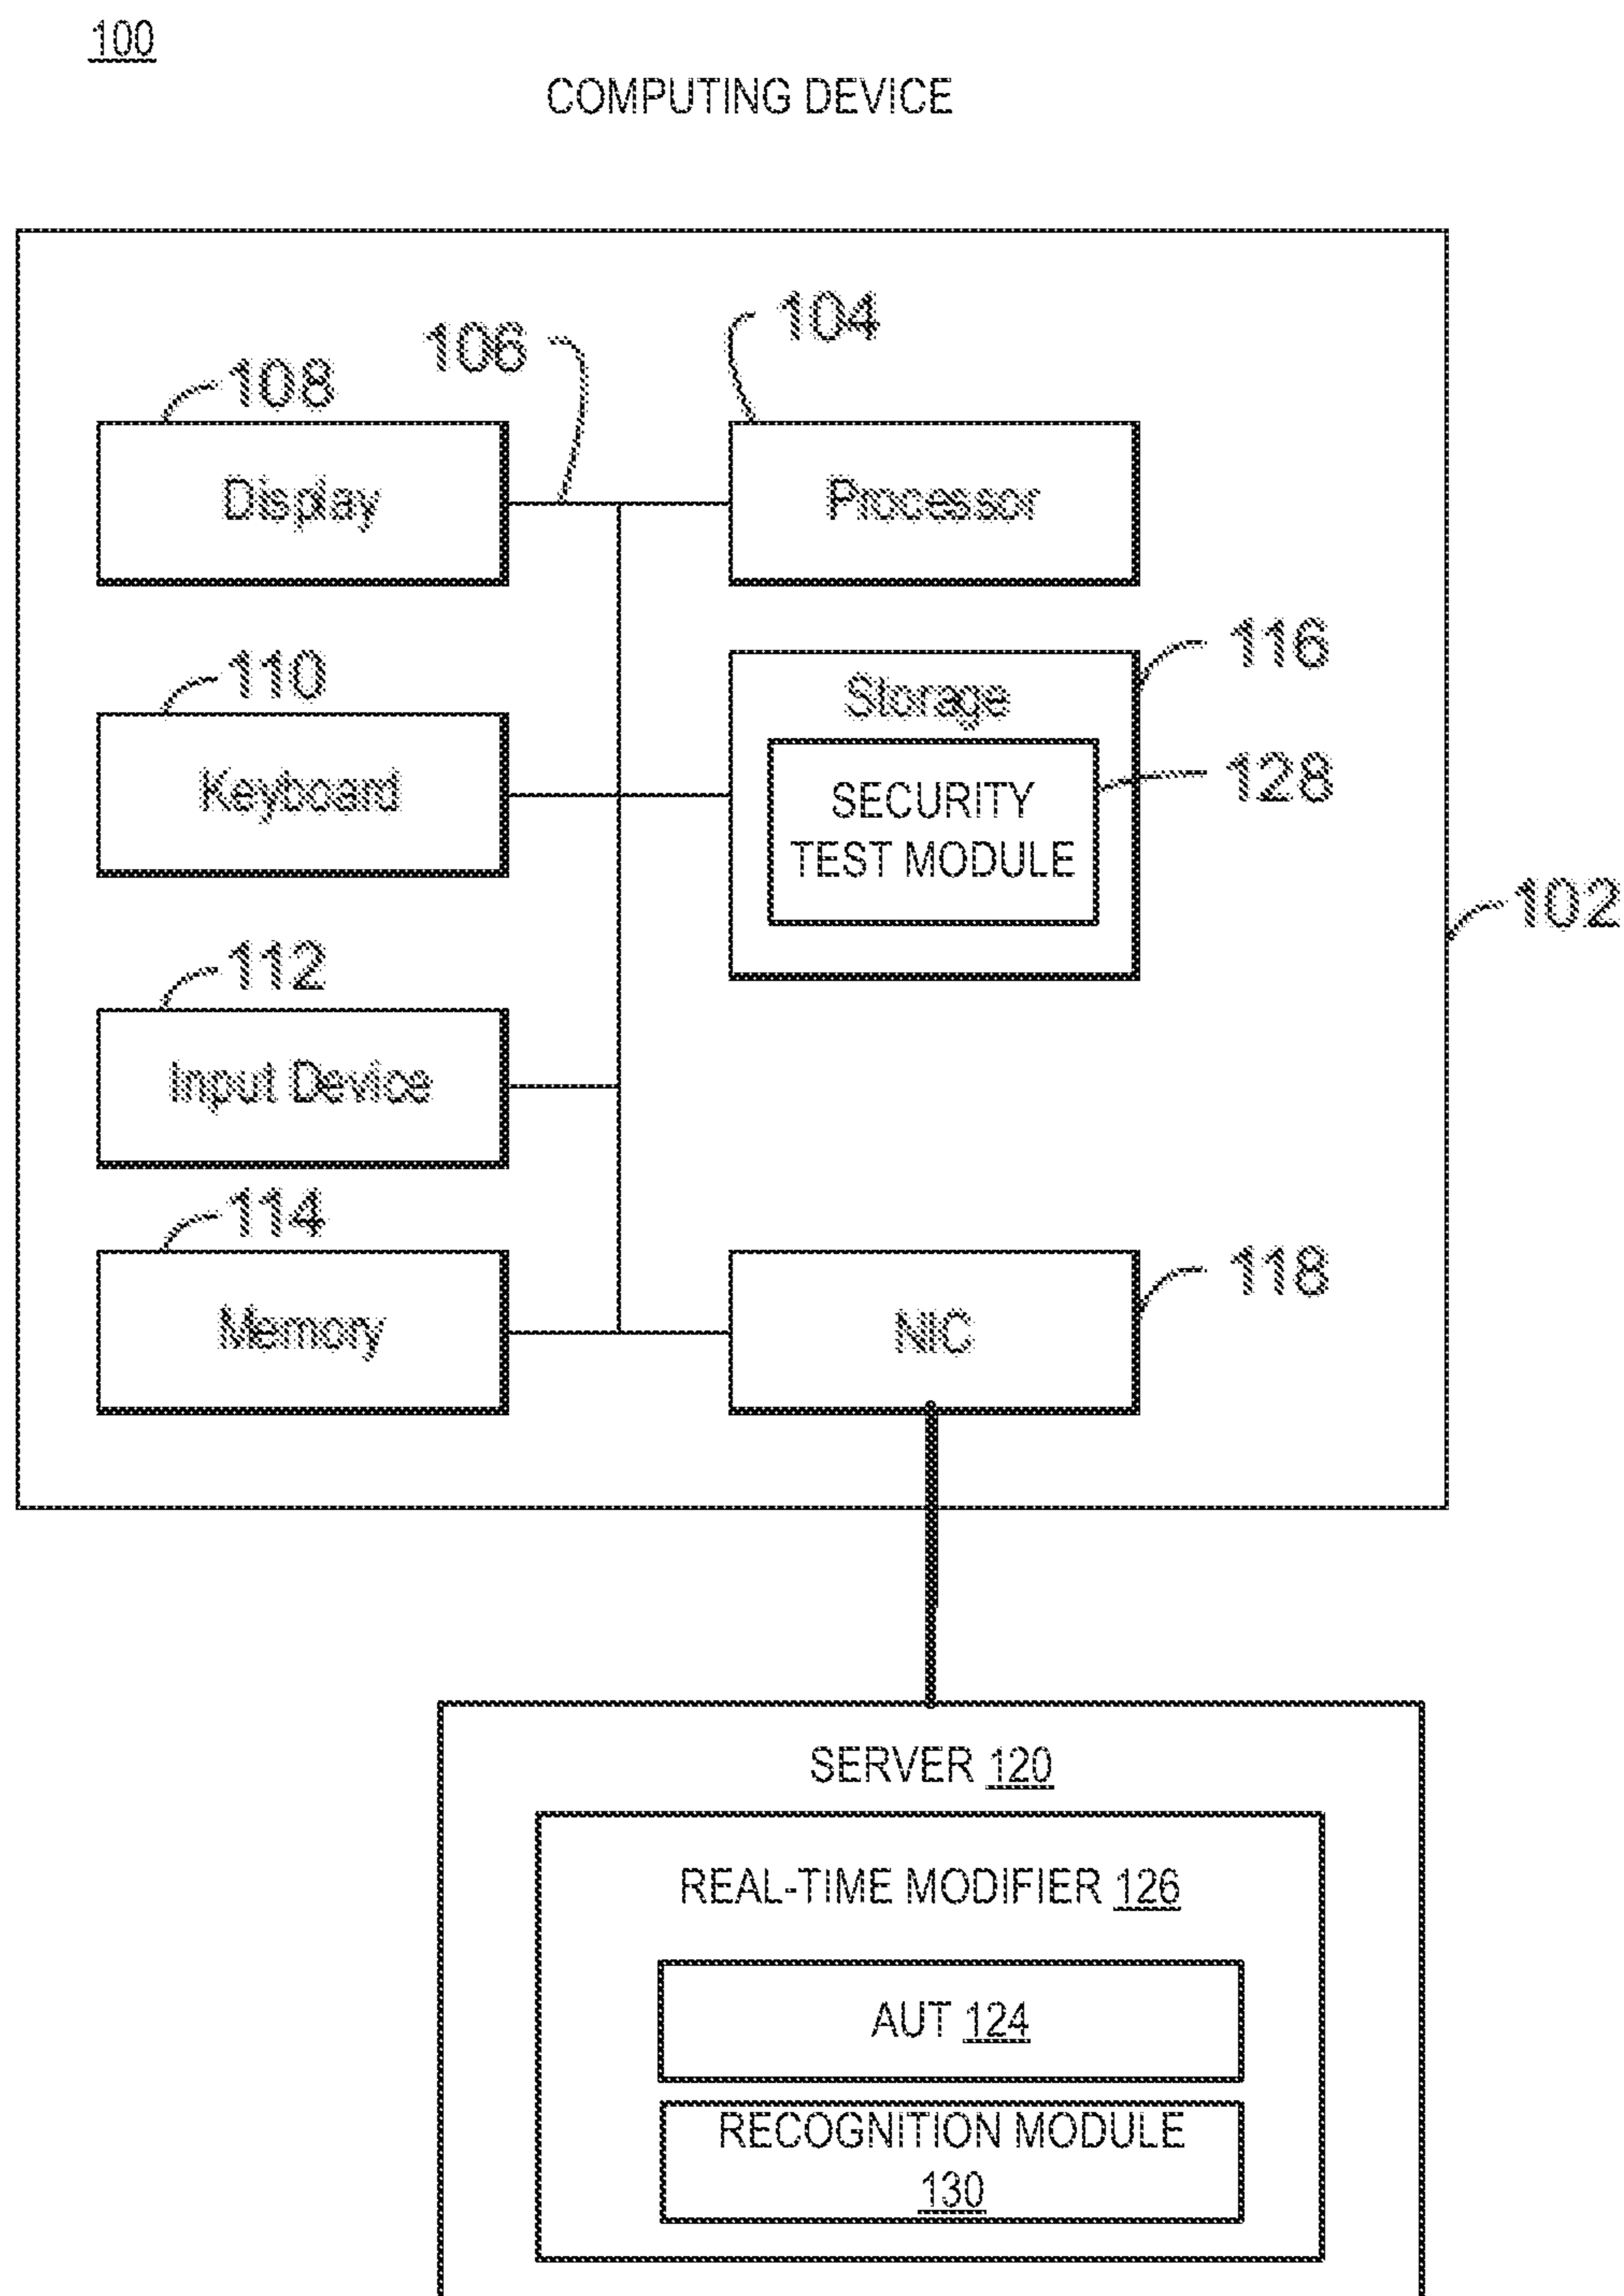 100
COMPUTING DEVICE
106
104
108
Display
Processor
110
116
Keyboard
Storage
SECURITY
TEST MODULE
128
102
112
Input Device
114
Memory
118
NIC
SERVER 120
REAL-TIME MODIFIER 126
AUT 124
RECOGNITION MODULE
130